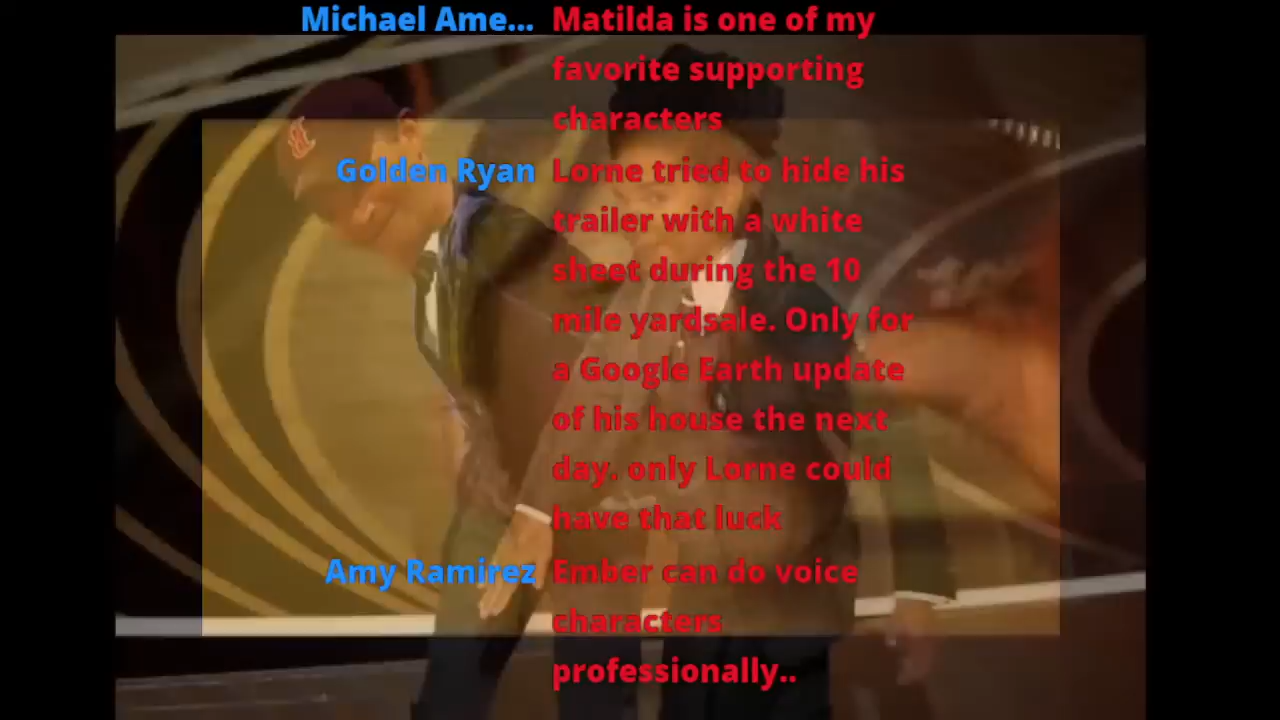 Michael Ame... Matilda is one of my
favorite supporting
characters
Golden Ryan Lorne tried to hide his
trailer with a white
sheet during the 10
mile yardsale. Only for
a Google Earth update
of his house the next
day. only Lorne could
have that luck
Amy Ramirez Ember can do voice
characters
professionally..